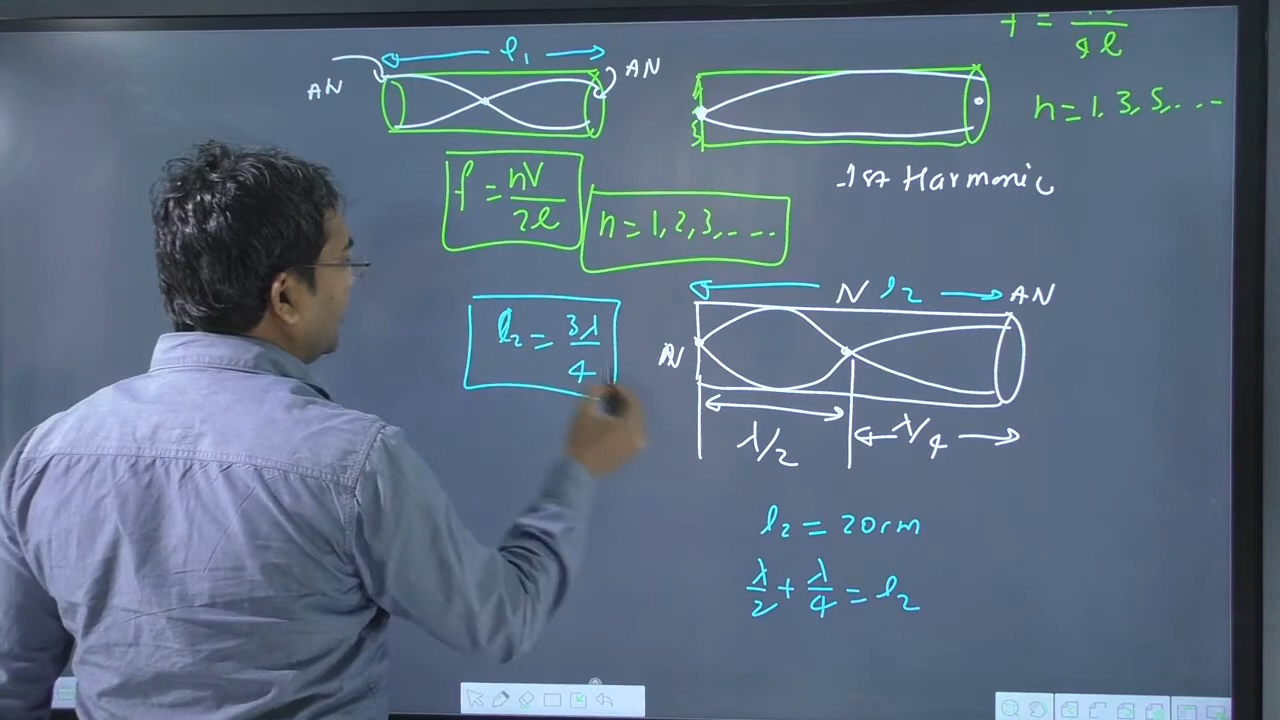 l₁
AN
AN
f = nV/2l
n = 1, 2, 3, ....
f =
n = 1, 3, 5, ....
1st Harmonic
l₂ = 3λ/4
N l₂ AN
N
λ/2
λ/4
l₂ = 20cm
λ/2 + λ/4 = l₂